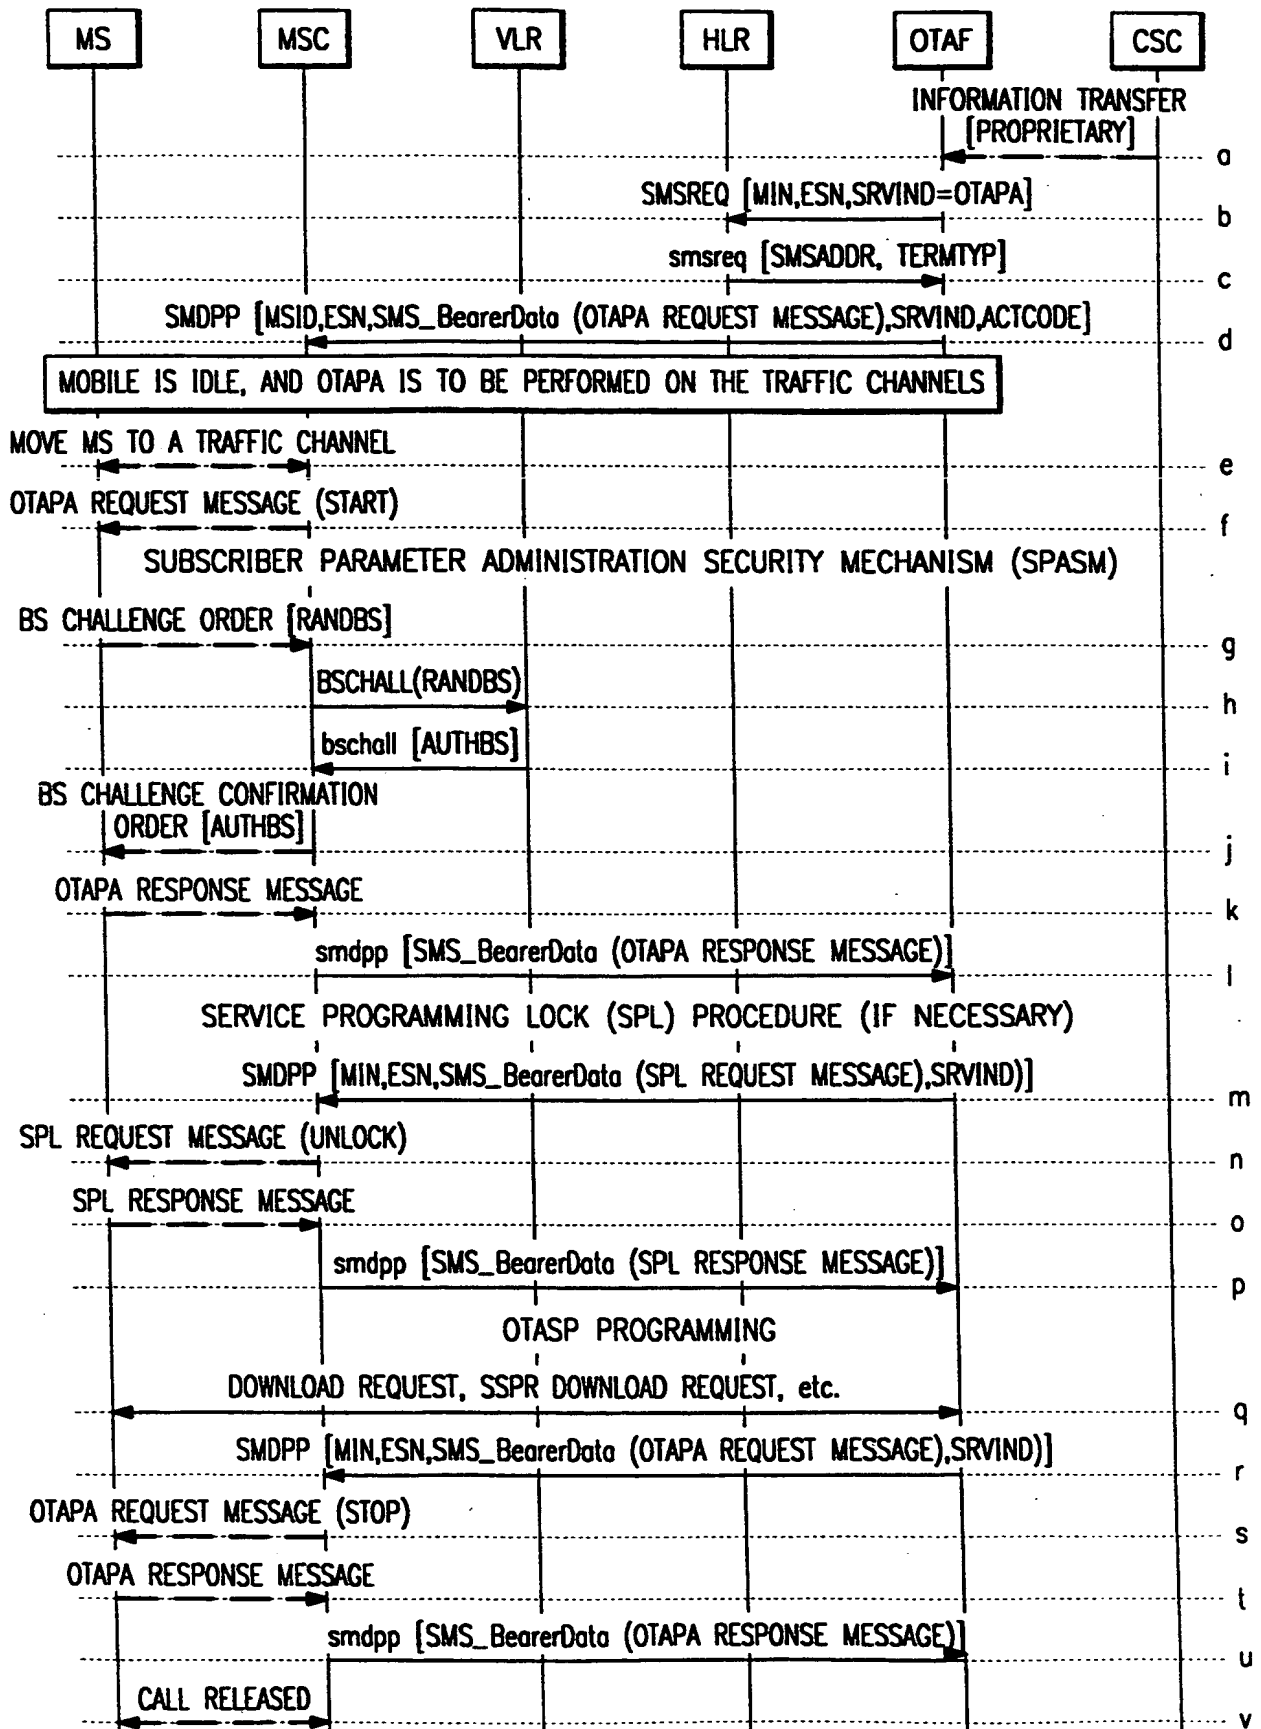 MS MSC VLR HLR OTAF CSC
INFORMATION TRANSFER
[PROPRIETARY]
a
SMSREQ [MIN,ESN,SRVIND=OTAPA]
b
smsreq [SMSADDR, TERMTYP]
c
SMDPP [MSID,ESN,SMS_BearerData (OTAPA REQUEST MESSAGE),SRVIND,ACTCODE]
d
MOBILE IS IDLE, AND OTAPA IS TO BE PERFORMED ON THE TRAFFIC CHANNELS
MOVE MS TO A TRAFFIC CHANNEL
e
OTAPA REQUEST MESSAGE (START)
f
SUBSCRIBER PARAMETER ADMINISTRATION SECURITY MECHANISM (SPASM)
BS CHALLENGE ORDER [RANDBS]
g
BSCHALL(RANDBS)
h
bschall [AUTHBS]
i
BS CHALLENGE CONFIRMATION
ORDER [AUTHBS]
j
OTAPA RESPONSE MESSAGE
k
smdpp [SMS_BearerData (OTAPA RESPONSE MESSAGE)]
l
SERVICE PROGRAMMING LOCK (SPL) PROCEDURE (IF NECESSARY)
SMDPP [MIN,ESN,SMS_BearerData (SPL REQUEST MESSAGE),SRVIND)]
m
SPL REQUEST MESSAGE (UNLOCK)
n
SPL RESPONSE MESSAGE
o
smdpp [SMS_BearerData (SPL RESPONSE MESSAGE)]
p
OTASP PROGRAMMING
DOWNLOAD REQUEST, SSPR DOWNLOAD REQUEST, etc.
q
SMDPP [MIN,ESN,SMS_BearerData (OTAPA REQUEST MESSAGE),SRVIND)]
r
OTAPA REQUEST MESSAGE (STOP)
s
OTAPA RESPONSE MESSAGE
t
smdpp [SMS_BearerData (OTAPA RESPONSE MESSAGE)]
u
CALL RELEASED
v